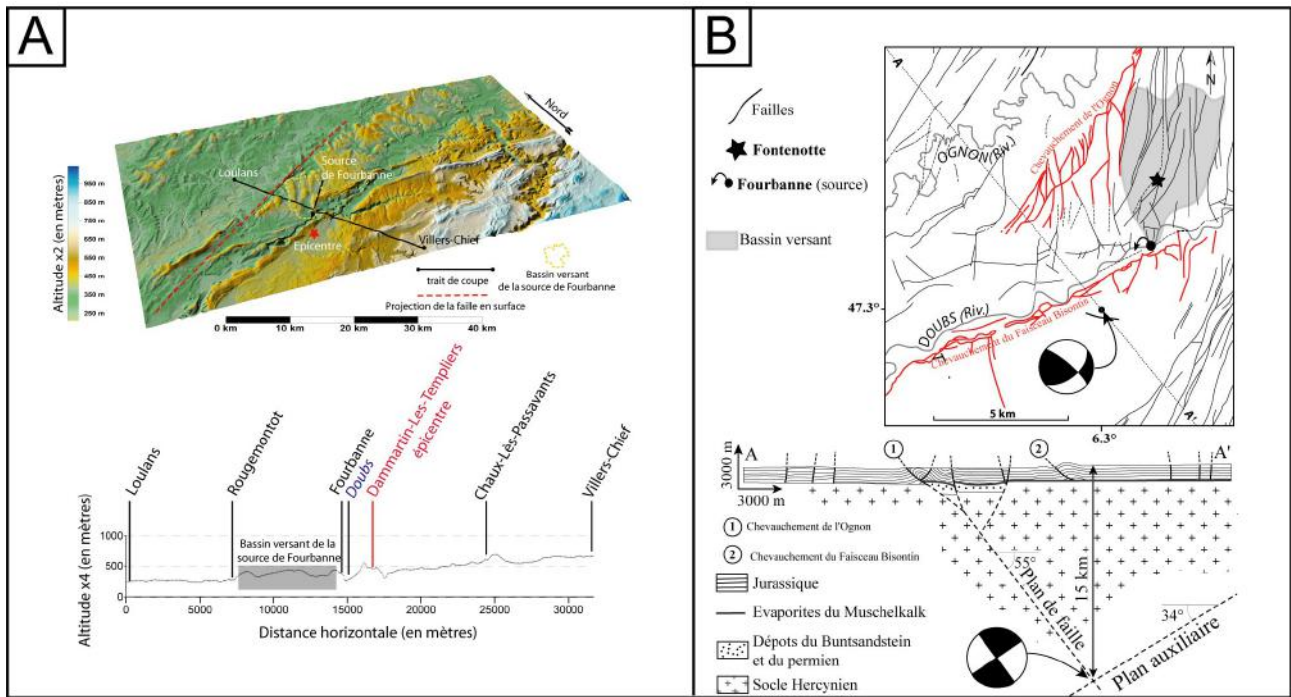 A
Nord
Source
de Fourbanne
Loulans
Altitude x2 (en mètres)
950 m
850 m
750 m
650 m
550 m
450 m
350 m
250 m
Epicentre
Villers-Chief
trait de coupe
Bassin versant
de la source de Fourbanne
Projection de la faille en surface
0 km
10 km
20 km
30 km
40 km
Loulans
Rougemontot
Fourbanne
Doubs
Dammartin-Les-Templiers
épicentre
Chaux-Lès-Passavants
Villers-Chief
Altitude x4 (en mètres)
1000
500
0
Bassin versant de la
source de Fourbanne
0
5000
10000
15000
20000
25000
30000
Distance horizontale (en mètres)
B
Failles
Fontenotte
Fourbanne (source)
Bassin versant
A
N
OGNON (Riv.)
Chevauchement de l'Ognon
47.3°
DOUBS (Riv.)
Chevauchement du Faisceau Bisontin
A'
5 km
6.3°
3000 m
A
1
2
A'
3000 m
1 Chevauchement de l'Ognon
2 Chevauchement du Faisceau Bisontin
Jurassique
Evaporites du Muschelkalk
Dépots du Buntsandstein
et du permien
Socle Hercynien
55°
Plan de faille
15 km
34°
Plan auxiliaire